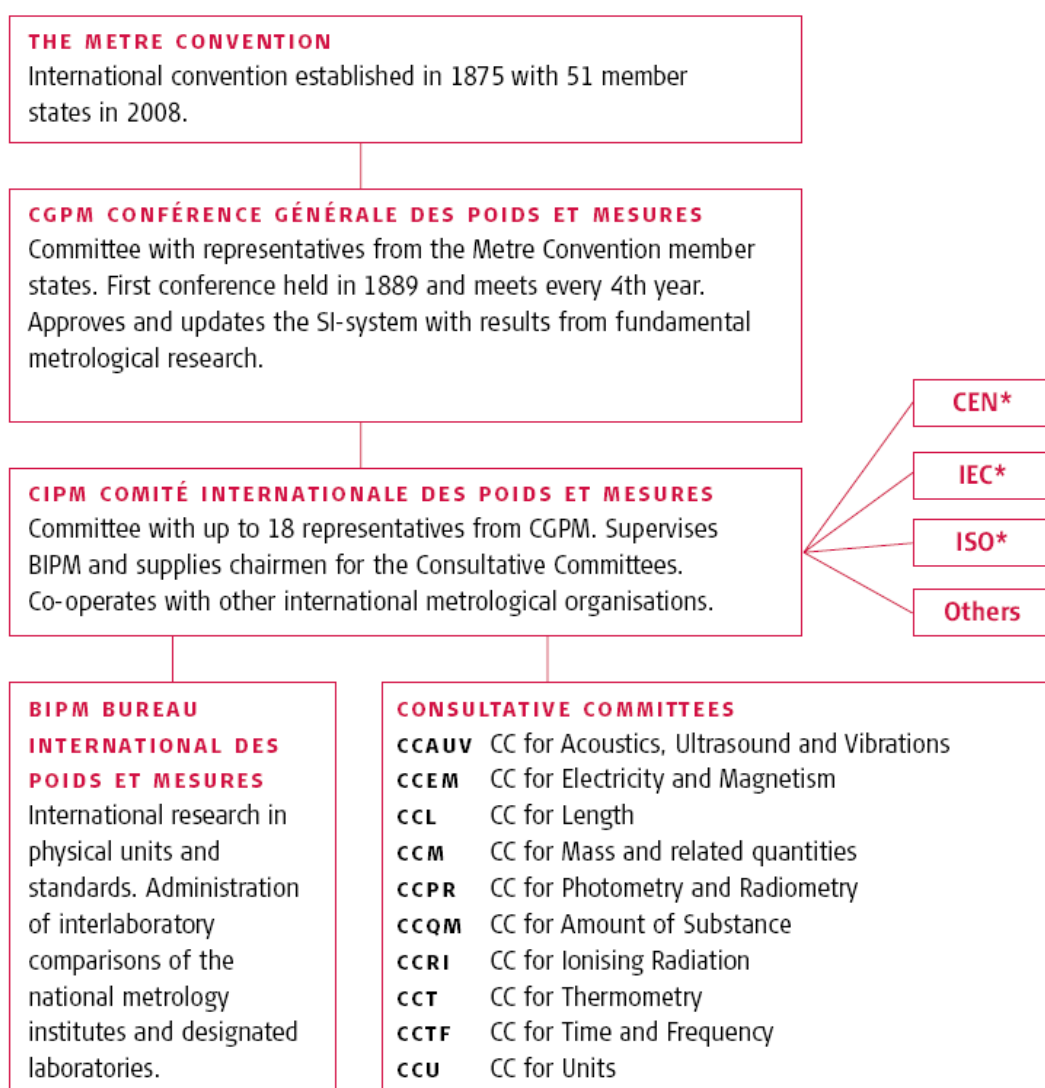 THE METRE CONVENTION
International convention established in 1875 with 51 member
states in 2008.
CGPM CONFÉRENCE GÉNÉRALE DES POIDS ET MESURES
Committee with representatives from the Metre Convention member
states. First conference held in 1889 and meets every 4th year.
Approves and updates the SI-system with results from fundamental
metrological research.
CIPM COMITÉ INTERNATIONALE DES POIDS ET MESURES
Committee with up to 18 representatives from CGPM. Supervises
BIPM and supplies chairmen for the Consultative Committees.
Co-operates with other international metrological organisations.
CEN*
IEC*
ISO*
Others
BIPM BUREAU
INTERNATIONAL DES
POIDS ET MESURES
International research in
physical units and
standards. Administration
of interlaboratory
comparisons of the
national metrology
institutes and designated
laboratories.
CONSULTATIVE COMMITTEES
CCAUV CC for Acoustics, Ultrasound and Vibrations
CCEM CC for Electricity and Magnetism
CCL CC for Length
CCM CC for Mass and related quantities
CCPR CC for Photometry and Radiometry
CCQM CC for Amount of Substance
CCRI CC for Ionising Radiation
CCT CC for Thermometry
CCTF CC for Time and Frequency
CCU CC for Units